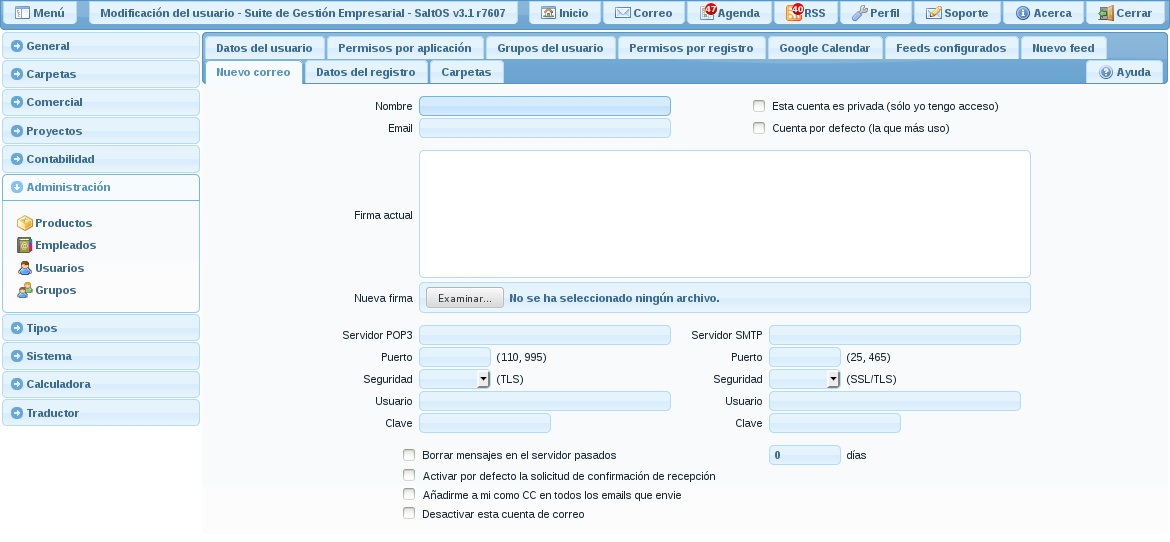 Menú Modificación del usuario - Suite de Gestión Empresarial - SaltOS v3.1 r7607 Inicio Correo 47 Agenda 40 RSS Perfil Soporte Acerca Cerrar
General
Carpetas
Comercial
Proyectos
Contabilidad
Administración
Productos
Empleados
Usuarios
Grupos
Tipos
Sistema
Calculadora
Traductor
Datos del usuario Permisos por aplicación Grupos del usuario Permisos por registro Google Calendar Feeds configurados Nuevo feed
Nuevo correo Datos del registro Carpetas Ayuda
Nombre Esta cuenta es privada (sólo yo tengo acceso)
Email Cuenta por defecto (la que más uso)
Firma actual
Nueva firma Examinar... No se ha seleccionado ningún archivo.
Servidor POP3 Servidor SMTP
Puerto (110, 995) Puerto (25, 465)
Seguridad (TLS) Seguridad (SSL/TLS)
Usuario Usuario
Clave Clave
Borrar mensajes en el servidor pasados 0 días
Activar por defecto la solicitud de confirmación de recepción
Añadirme a mi como CC en todos los emails que envie
Desactivar esta cuenta de correo